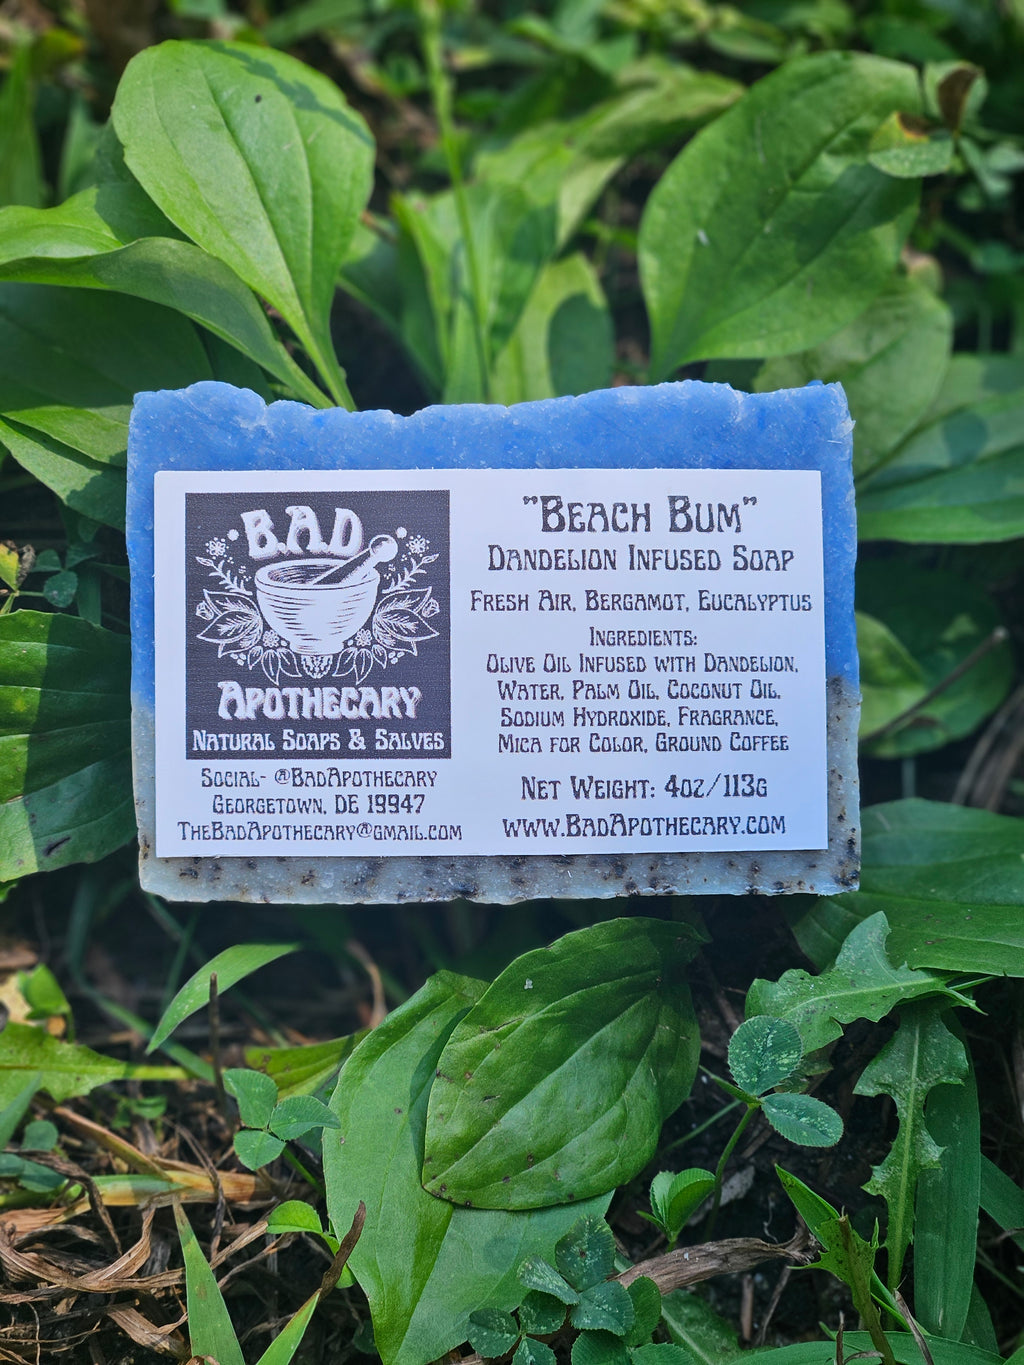 B.A.D
Apothecary
Natural Soaps & Salves
Social- @BadApothecary
Georgetown, DE 19947
TheBadApothecary@gmail.com
"Beach Bum"
Dandelion Infused Soap
Fresh Air, Bergamot, Eucalyptus
Ingredients:
Olive Oil Infused with Dandelion,
Water, Palm Oil, Coconut Oil,
Sodium Hydroxide, Fragrance,
Mica for Color, Ground Coffee
Net Weight: 4oz/113g
www.BadApothecary.com